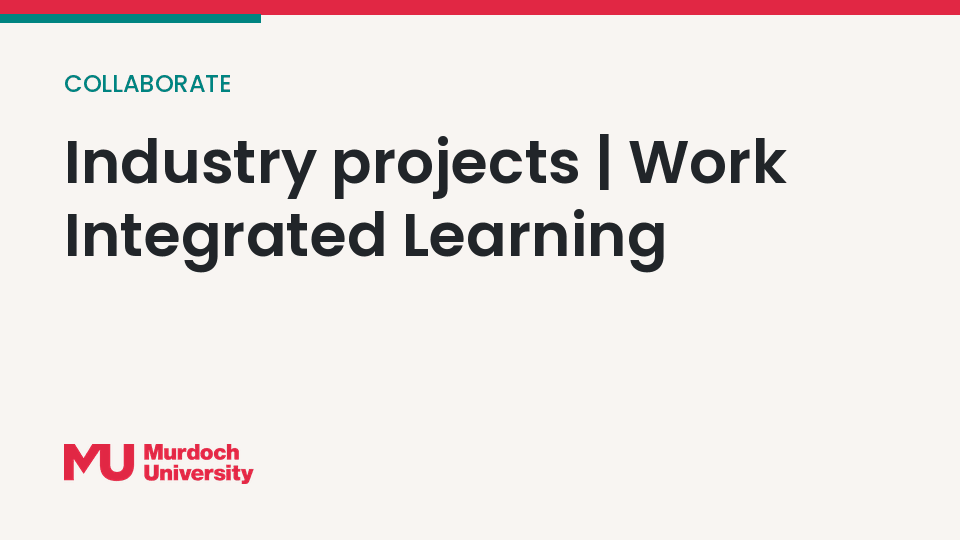 COLLABORATE
Industry projects | Work
Integrated Learning
MU Murdoch
University